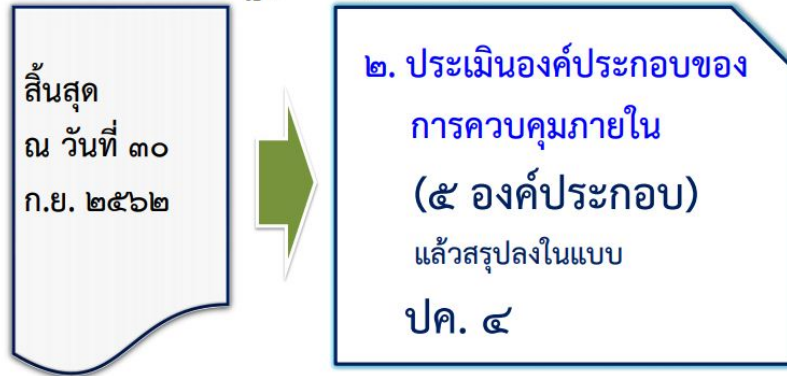 สิ้นสุด
ณ วันที่ ๓๐
ก.ย. ๒๕๖๒
๒. ประเมินองค์ประกอบของ
การควบคุมภายใน
(๕ องค์ประกอบ)
แล้วสรุปลงในแบบ
ปค. ๔